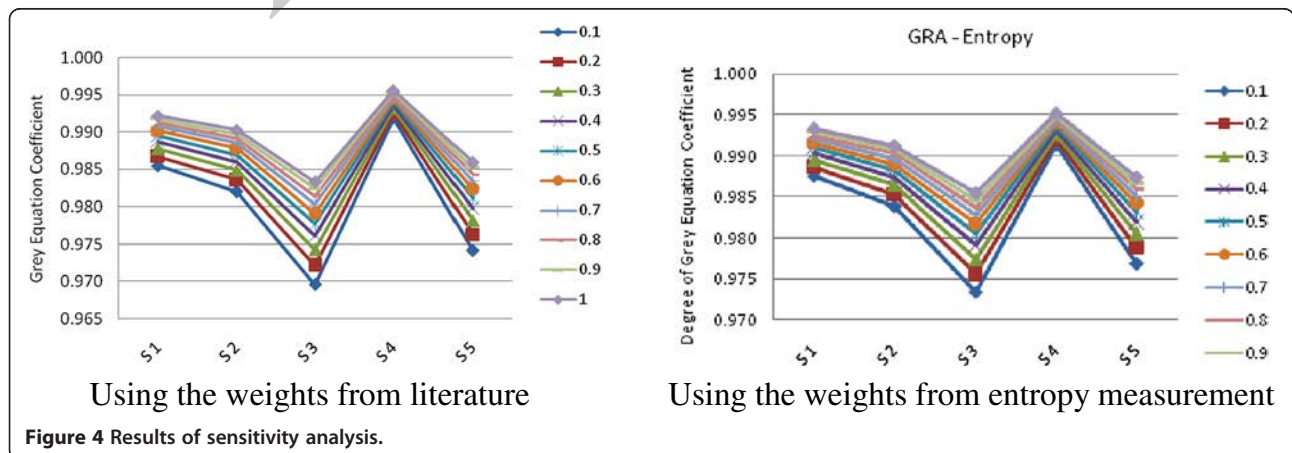 1.000
0.995
0.990
0.985
0.980
0.975
0.970
0.965
Grey Equation Coefficient
S1
S2
S3
S4
S5
0.1
0.2
0.3
0.4
0.5
0.6
0.7
0.8
0.9
1
Using the weights from literature
GRA - Entropy
1.000
0.995
0.990
0.985
0.980
0.975
0.970
Degree of Grey Equation Coefficient
S1
S2
S3
S4
S5
0.1
0.2
0.3
0.4
0.5
0.6
0.7
0.8
0.9
Using the weights from entropy measurement
Figure 4 Results of sensitivity analysis.